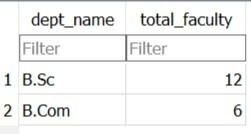 dept_name total_faculty
Filter Filter
1 B.Sc 12
2 B.Com 6